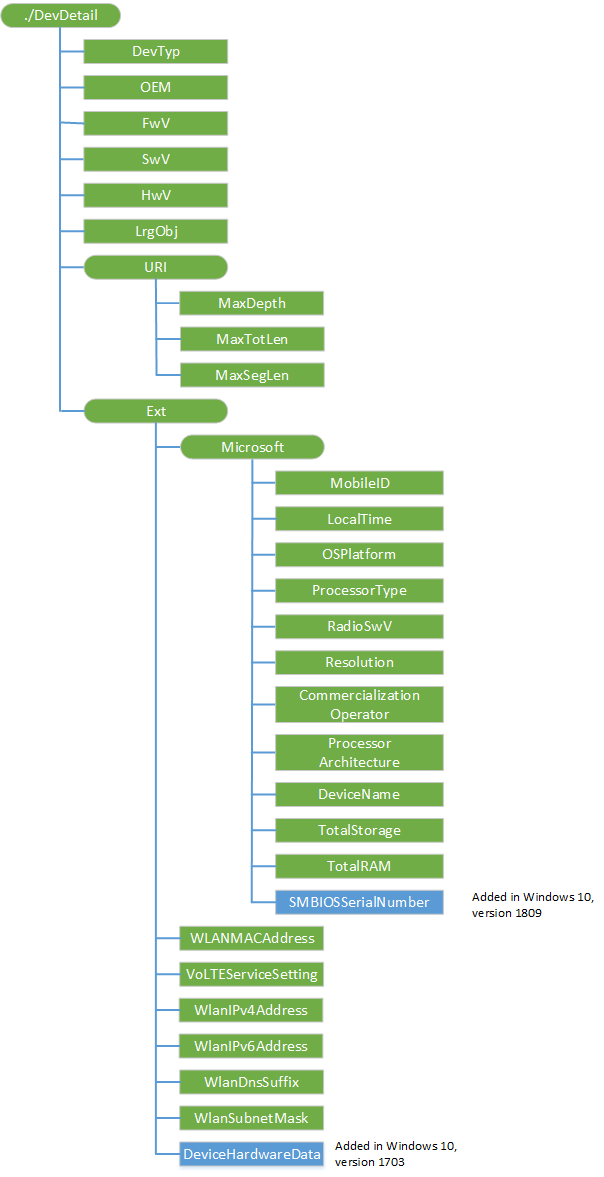 ./DevDetail
DevTyp
OEM
FwV
SwV
HwV
LrgObj
URI
MaxDepth
MaxTotLen
MaxSegLen
Ext
Microsoft
MobileID
LocalTime
OSPlatform
ProcessorType
RadioSwV
Resolution
Commercialization
Operator
Processor
Architecture
DeviceName
TotalStorage
TotalRAM
SMBIOSSerialNumber
Added in Windows 10,
version 1809
WLANMACAddress
VoLTEServiceSetting
WlanIPv4Address
WlanIPv6Address
WlanDnsSuffix
WlanSubnetMask
DeviceHardwareData
Added in Windows 10,
version 1703